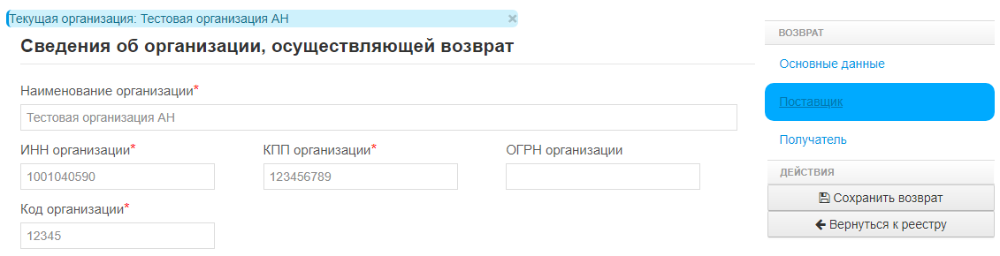 Текущая организация: Тестовая организация АН ×
Сведения об организации, осуществляющей возврат
Наименование организации*
Тестовая организация АН
ИНН организации* КПП организации* ОГРН организации
1001040590 123456789
Код организации*
12345
ВОЗВРАТ
Основные данные
Поставщик
Получатель
ДЕЙСТВИЯ
Сохранить возврат
Вернуться к реестру